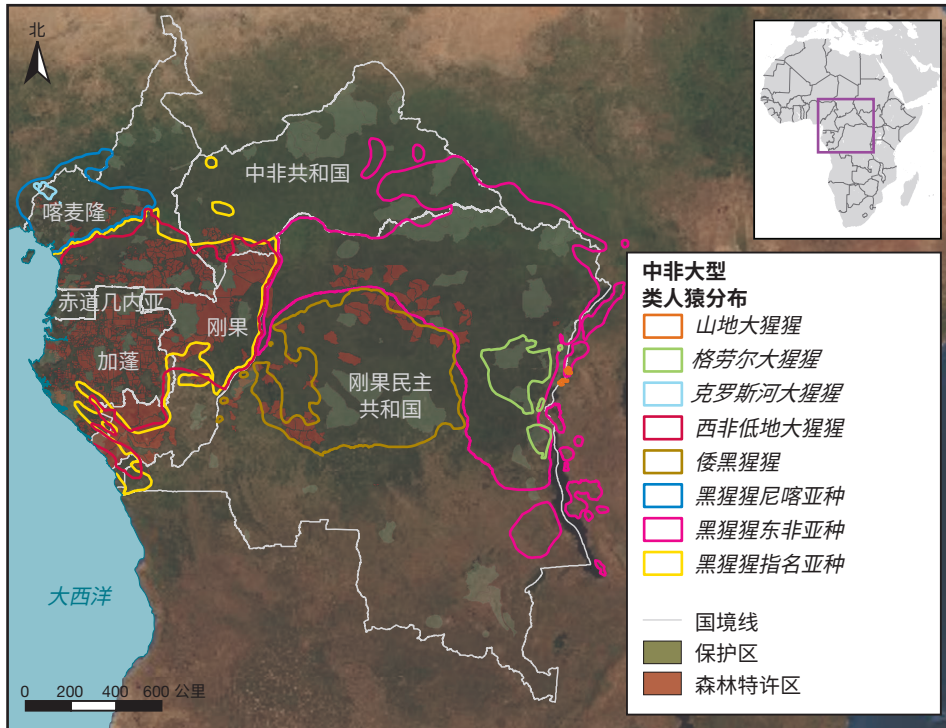 北
中非共和国
喀麦隆
赤道几内亚
刚果
加蓬
刚果民主
共和国
大西洋
0 200 400 600 公里
中非大型
类人猿分布
山地大猩猩
格劳尔大猩猩
克罗斯河大猩猩
西非低地大猩猩
倭黑猩猩
黑猩猩尼喀亚种
黑猩猩东非亚种
黑猩猩指名亚种
国境线
保护区
森林特许区